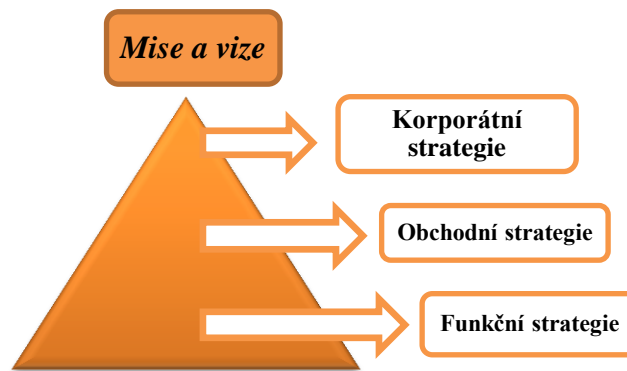 Mise a vize
Korporátní
strategie
Obchodní strategie
Funkční strategie